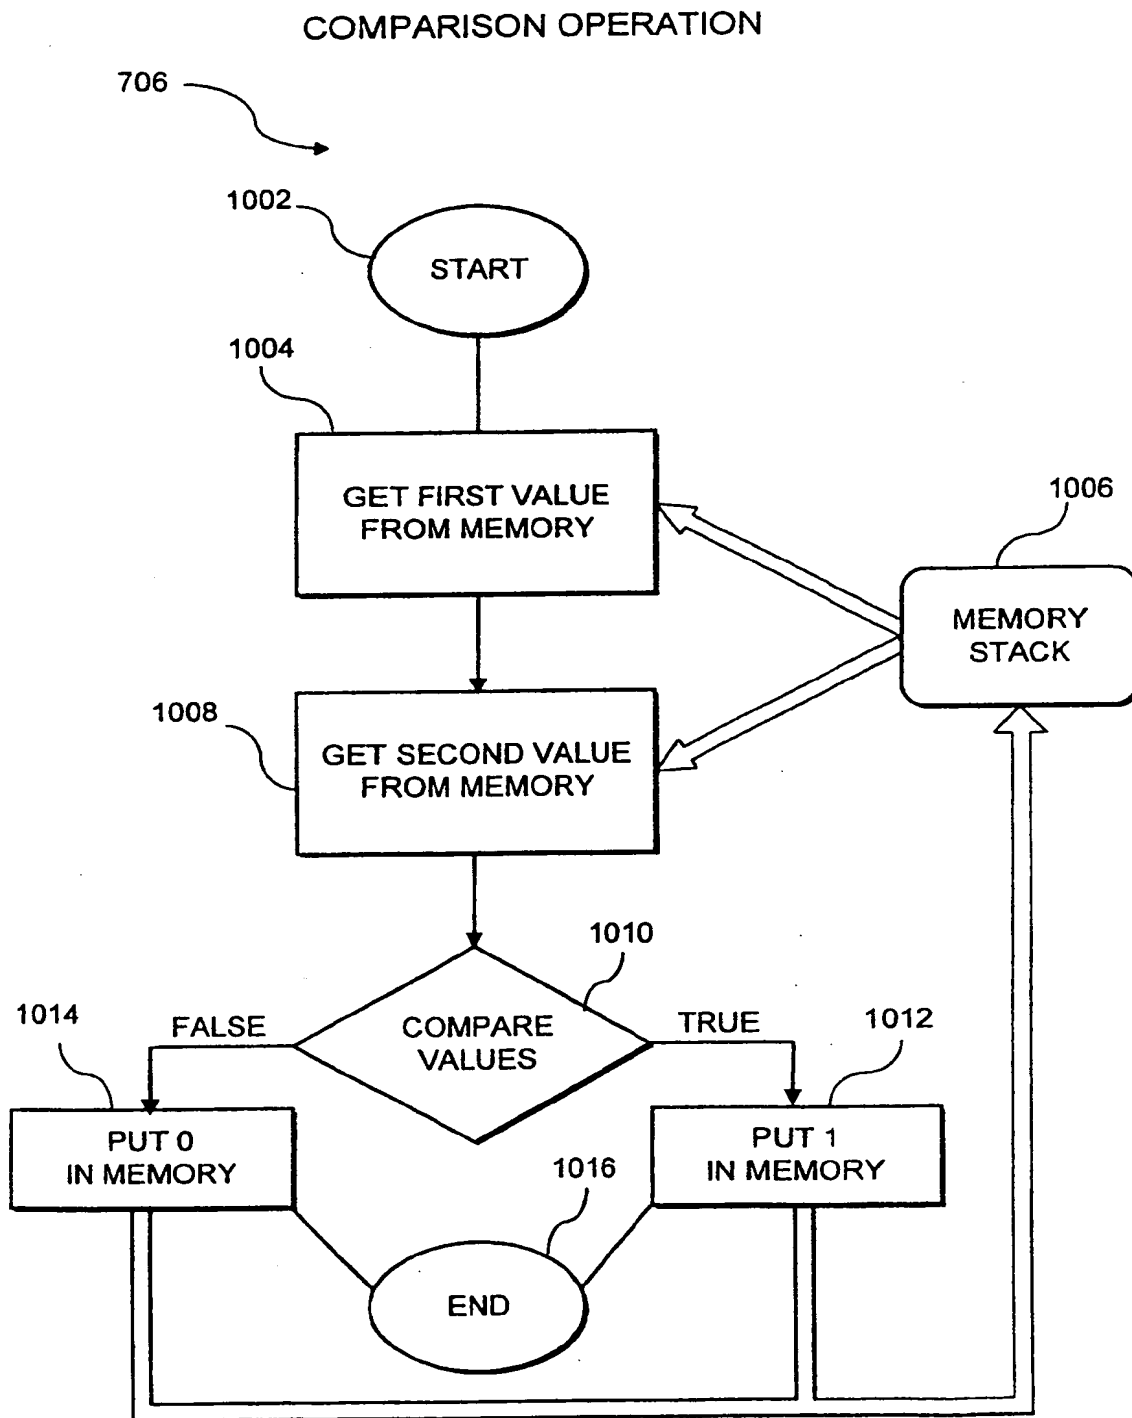 COMPARISON OPERATION
706
1002
START
1004
GET FIRST VALUE
FROM MEMORY
1006
MEMORY
STACK
1008
GET SECOND VALUE
FROM MEMORY
1010
COMPARE
VALUES
FALSE
TRUE
1014
PUT 0
IN MEMORY
1012
PUT 1
IN MEMORY
1016
END